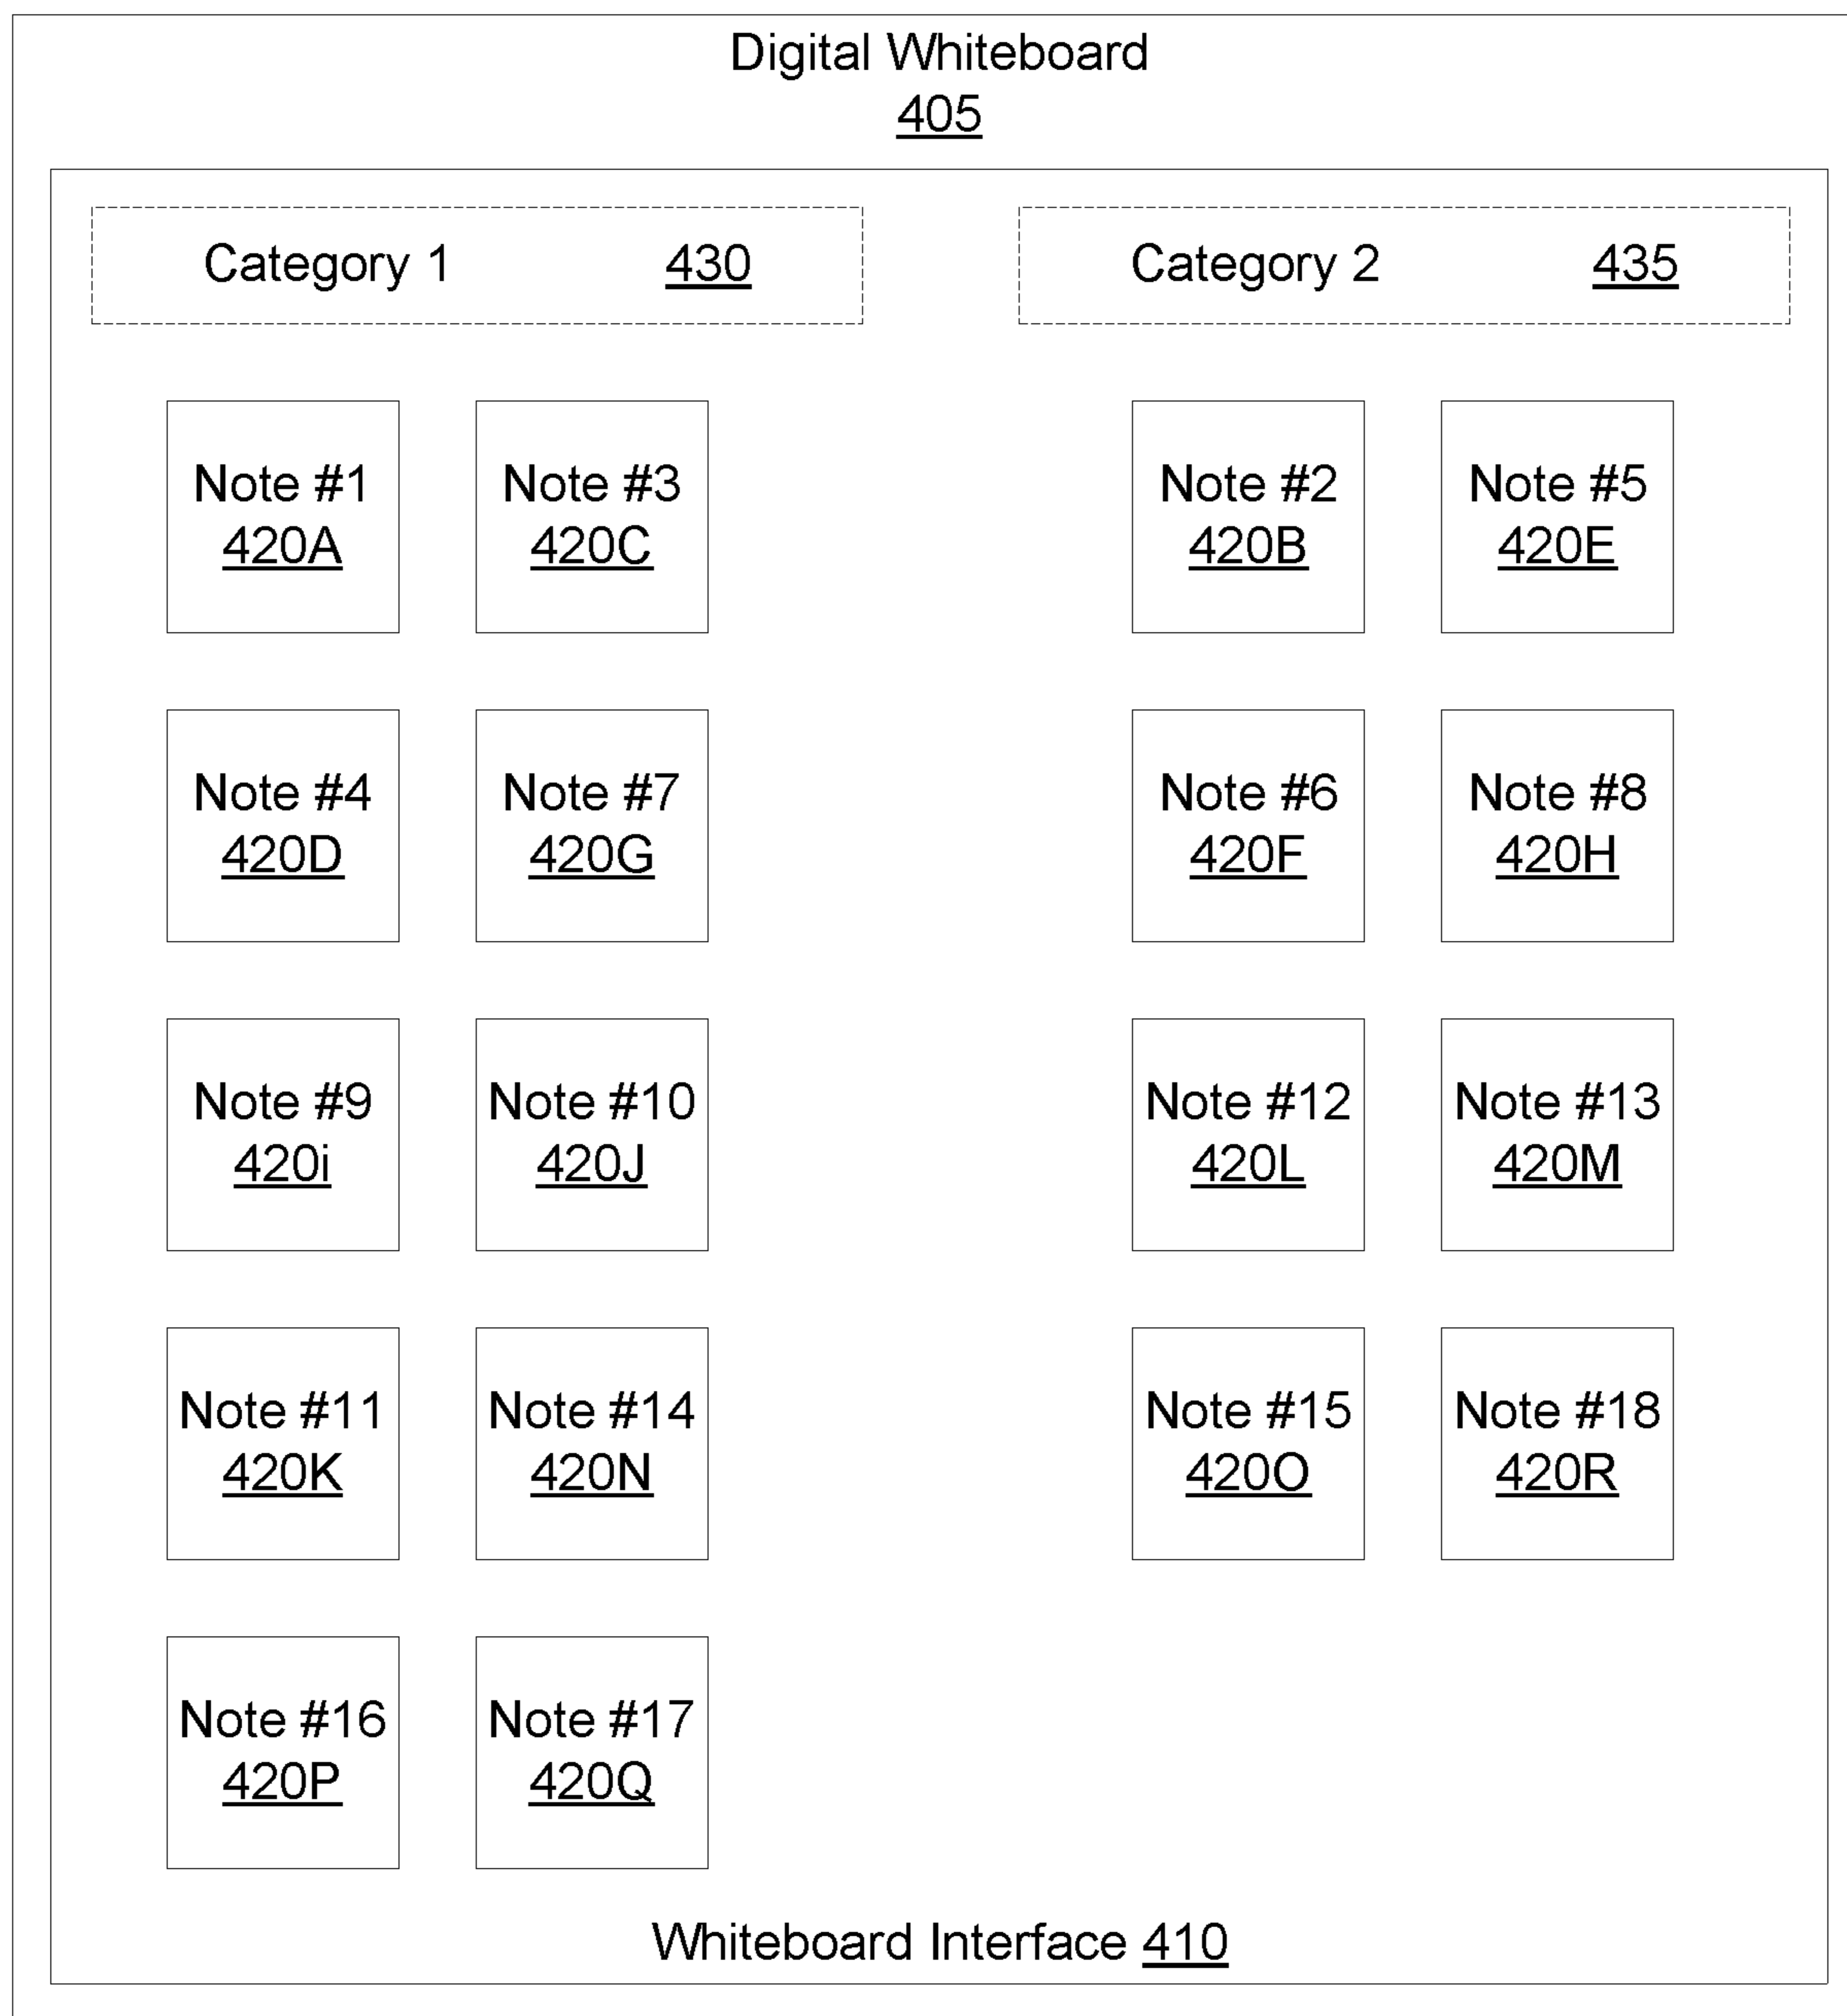 Digital Whiteboard
405
Category 1 430
Category 2 435
Note #1
420A
Note #3
420C
Note #2
420B
Note #5
420E
Note #4
420D
Note #7
420G
Note #6
420F
Note #8
420H
Note #9
420i
Note #10
420J
Note #12
420L
Note #13
420M
Note #11
420K
Note #14
420N
Note #15
420O
Note #18
420R
Note #16
420P
Note #17
420Q
Whiteboard Interface 410